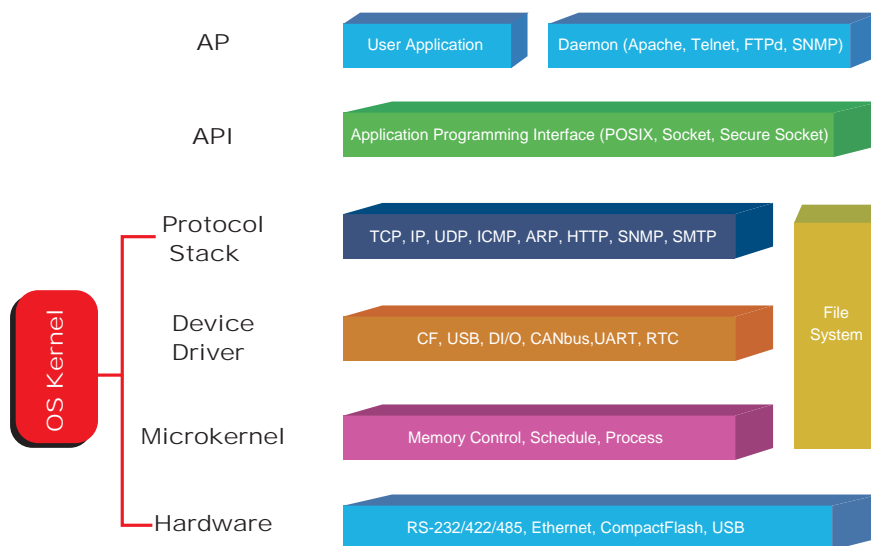 AP
User Application
Daemon (Apache, Telnet, FTPd, SNMP)
API
Application Programming Interface (POSIX, Socket, Secure Socket)
OS Kernel
Protocol
Stack
TCP, IP, UDP, ICMP, ARP, HTTP, SNMP, SMTP
File
System
Device
Driver
CF, USB, DI/O, CANbus,UART, RTC
Microkernel
Memory Control, Schedule, Process
Hardware
RS-232/422/485, Ethernet, CompactFlash, USB